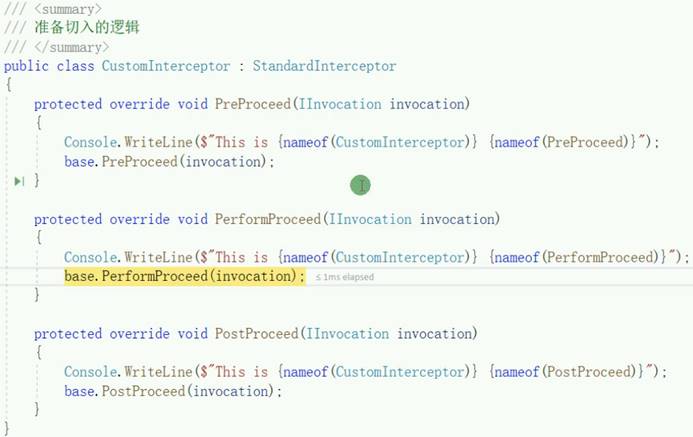 /// <summary>
/// 准备切入的逻辑
/// </summary>
public class CustomInterceptor : StandardInterceptor
{
protected override void PreProceed(IInvocation invocation)
{
Console.WriteLine($"This is {nameof(CustomInterceptor)} {nameof(PreProceed)}");
base.PreProceed(invocation);
}
protected override void PerformProceed(IInvocation invocation)
{
Console.WriteLine($"This is {nameof(CustomInterceptor)} {nameof(PerformProceed)}");
base.PerformProceed(invocation); ≤ 1ms elapsed
}
protected override void PostProceed(IInvocation invocation)
{
Console.WriteLine($"This is {nameof(CustomInterceptor)} {nameof(PostProceed)}");
base.PostProceed(invocation);
}
}